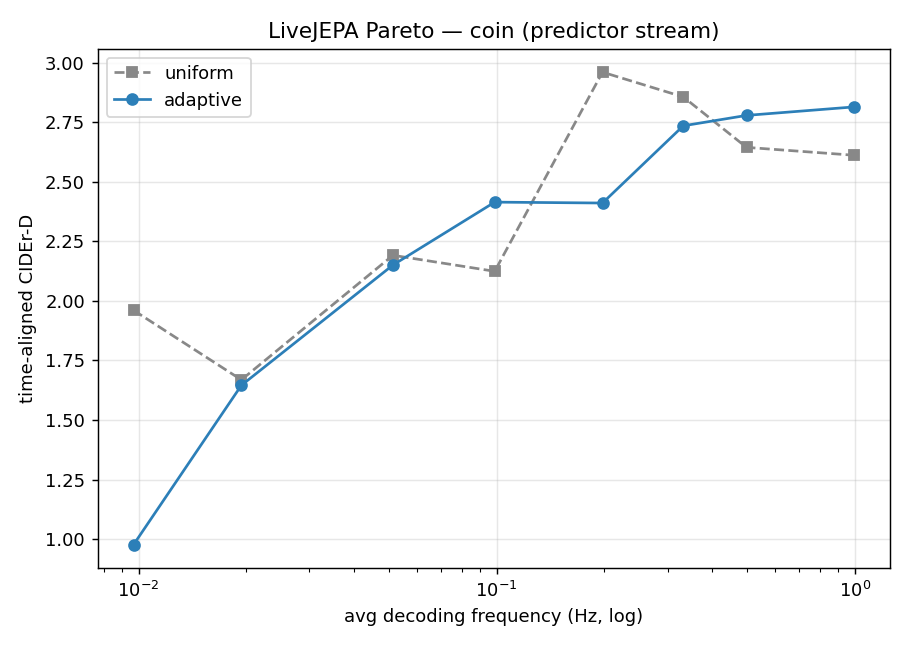 LiveJEPA Pareto — coin (predictor stream)
uniform
adaptive
time-aligned CIDEr-D
3.00
2.75
2.50
2.25
2.00
1.75
1.50
1.25
1.00
10⁻² 10⁻¹ 10⁰
avg decoding frequency (Hz, log)